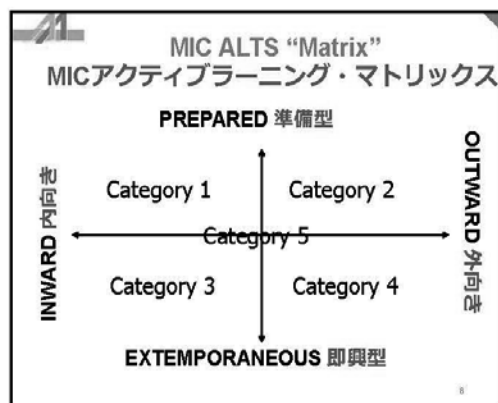 MIC ALTS “Matrix”
MICアクティブラーニング・マトリックス
PREPARED 準備型
INWARD 内向き
OUTWARD 外向き
Category 1
Category 2
Category 5
Category 3
Category 4
EXTEMPORANEOUS 即興型
8